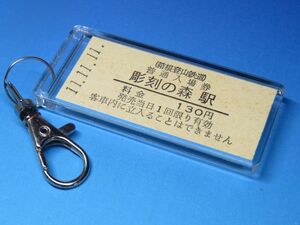 11.11.11.
(箱根登山鉄道)
普通入場券
彫刻の森駅
料金 130円
発売当日1回限り有効
客車内に立入ることはできません